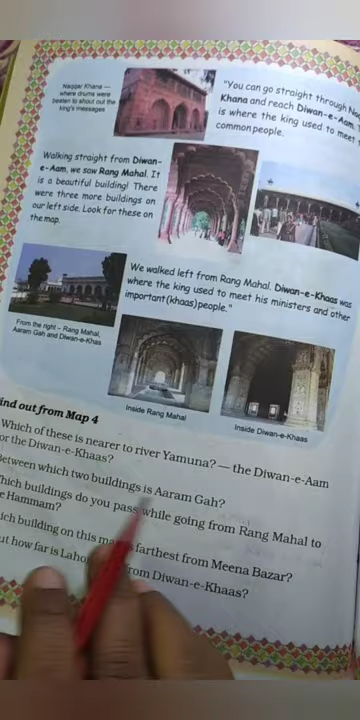 Naqqar Khana —
where drums were
beaten to shout out the
king's messages
"You can go straight through
Khana and reach Diwan-e-Aam,
is where the king used to meet
common people.
Walking straight from Diwan-
e-Aam, we saw Rang Mahal. It
is a beautiful building! There
were three more buildings on
our left side. Look for these on
the map.
We walked left from Rang Mahal. Diwan-e-Khaas was
where the king used to meet his ministers and other
important (khaas) people."
From the right – Rang Mahal,
Aaram Gah and Diwan-e-Khas
Inside Rang Mahal
Inside Diwan-e-Khaas
ind out from Map 4
Which of these is nearer to river Yamuna? — the Diwan-e-Aam
or the Diwan-e-Khaas?
Between which two buildings is Aaram Gah?
hich buildings do you pass while going from Rang Mahal to
e Hammam?
ich building on this map is farthest from Meena Bazar?
ut how far is Laho from Diwan-e-Khaas?